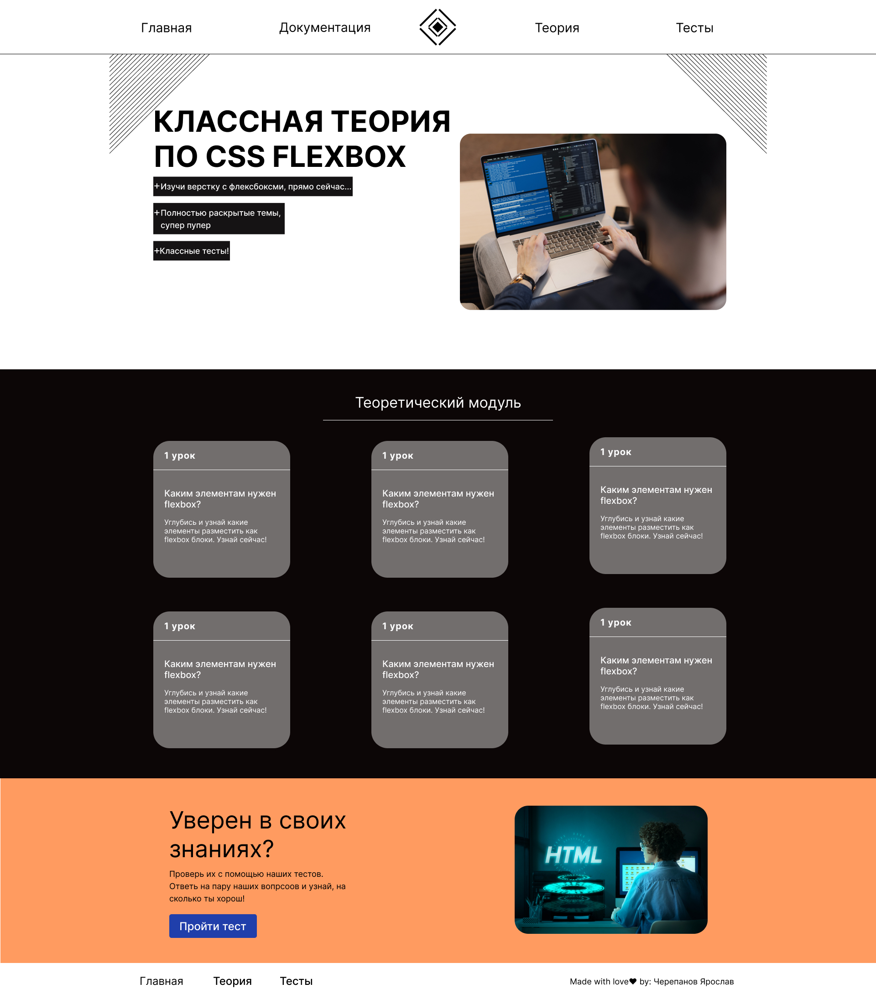 Главная
Документация
Теория
Тесты
КЛАССНАЯ ТЕОРИЯ
ПО CSS FLEXBOX
+Изучи верстку с флексбоксми, прямо сейчас...
+Полностью раскрытые темы,
супер пупер
+Классные тесты!
Теоретический модуль
1 урок
Каким элементам нужен
flexbox?
Углубись и узнай какие
элементы разместить как
flexbox блоки. Узнай сейчас!
1 урок
Каким элементам нужен
flexbox?
Углубись и узнай какие
элементы разместить как
flexbox блоки. Узнай сейчас!
1 урок
Каким элементам нужен
flexbox?
Углубись и узнай какие
элементы разместить как
flexbox блоки. Узнай сейчас!
1 урок
Каким элементам нужен
flexbox?
Углубись и узнай какие
элементы разместить как
flexbox блоки. Узнай сейчас!
1 урок
Каким элементам нужен
flexbox?
Углубись и узнай какие
элементы разместить как
flexbox блоки. Узнай сейчас!
1 урок
Каким элементам нужен
flexbox?
Углубись и узнай какие
элементы разместить как
flexbox блоки. Узнай сейчас!
Уверен в своих
знаниях?
Проверь их с помощью наших тестов.
Ответь на пару наших вопрсоов и узнай, на
сколько ты хорош!
Пройти тест
HTML
Главная
Теория
Тесты
Made with love❤ by: Черепанов Ярослав